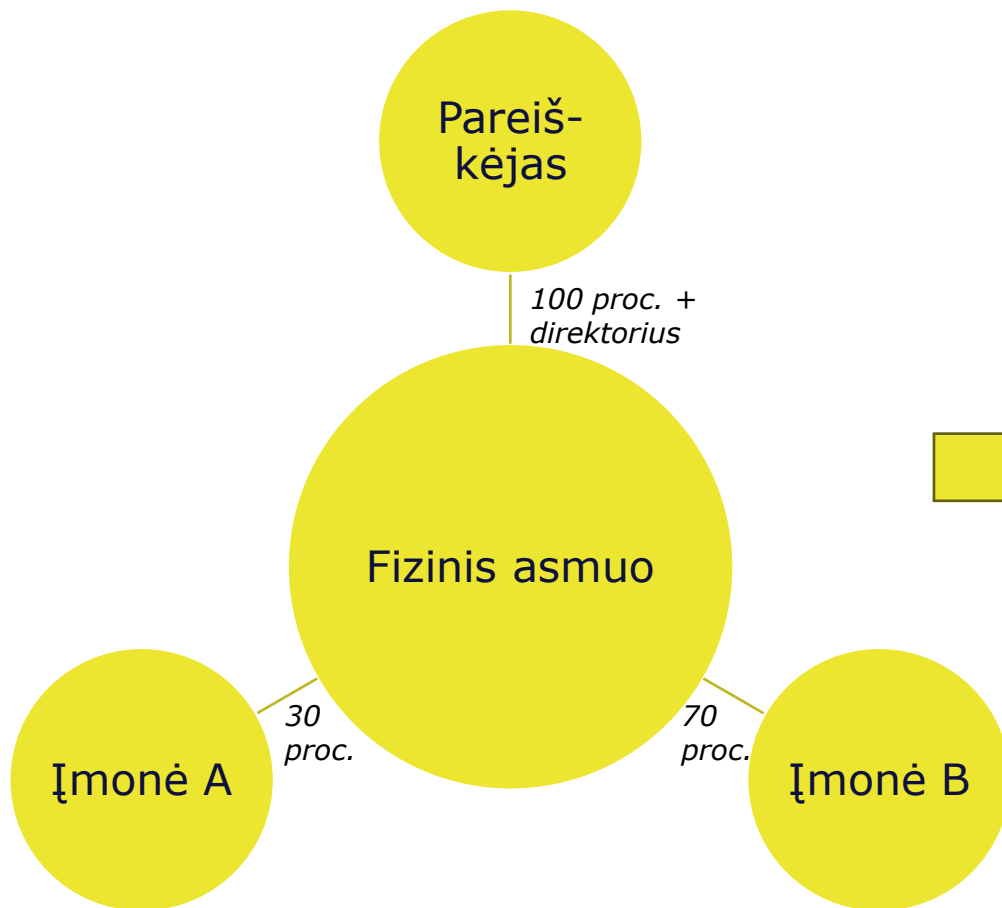 Pareiš-
kėjas
100 proc. +
direktorius
Fizinis asmuo
30
proc.
70
proc.
Įmonė A
Įmonė B